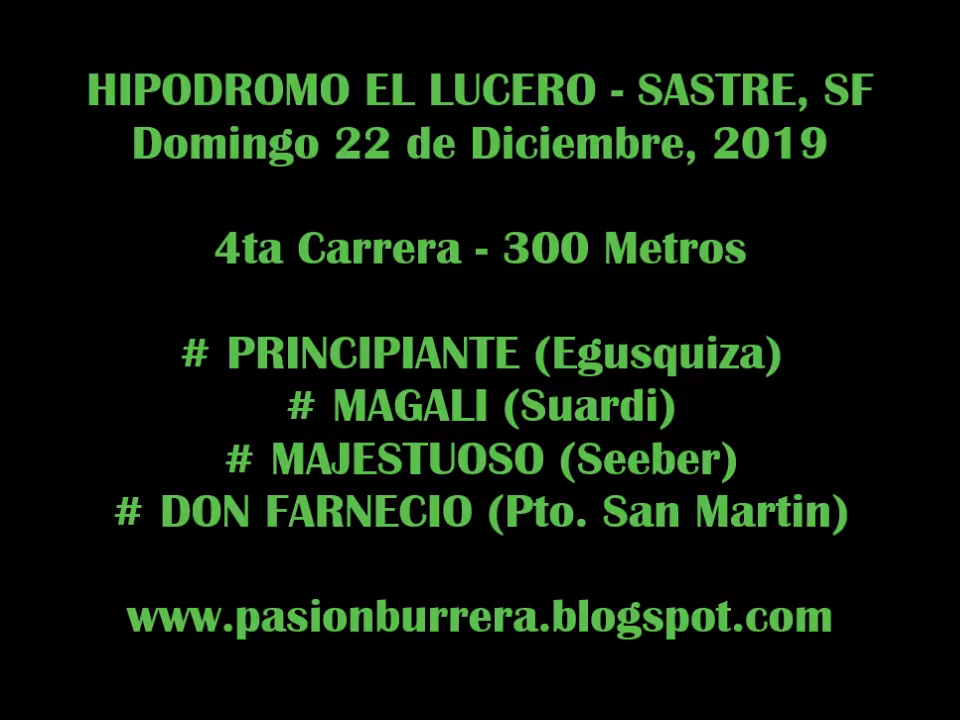 HIPODROMO EL LUCERO - SASTRE, SF
Domingo 22 de Diciembre, 2019
4ta Carrera - 300 Metros
# PRINCIPIANTE (Egusquiza)
# MAGALI (Suardi)
# MAJESTUOSO (Seeber)
# DON FARNECIO (Pto. San Martin)
www.pasionburrera.blogspot.com